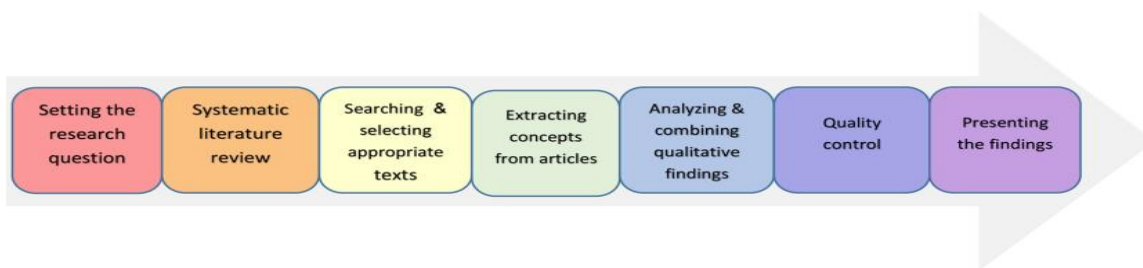 Setting the
research
question
Systematic
literature
review
Searching & 
selecting
appropriate
texts
Extracting
concepts
from articles
Analyzing &
combining
qualitative
findings
Quality
control
Presenting
the findings